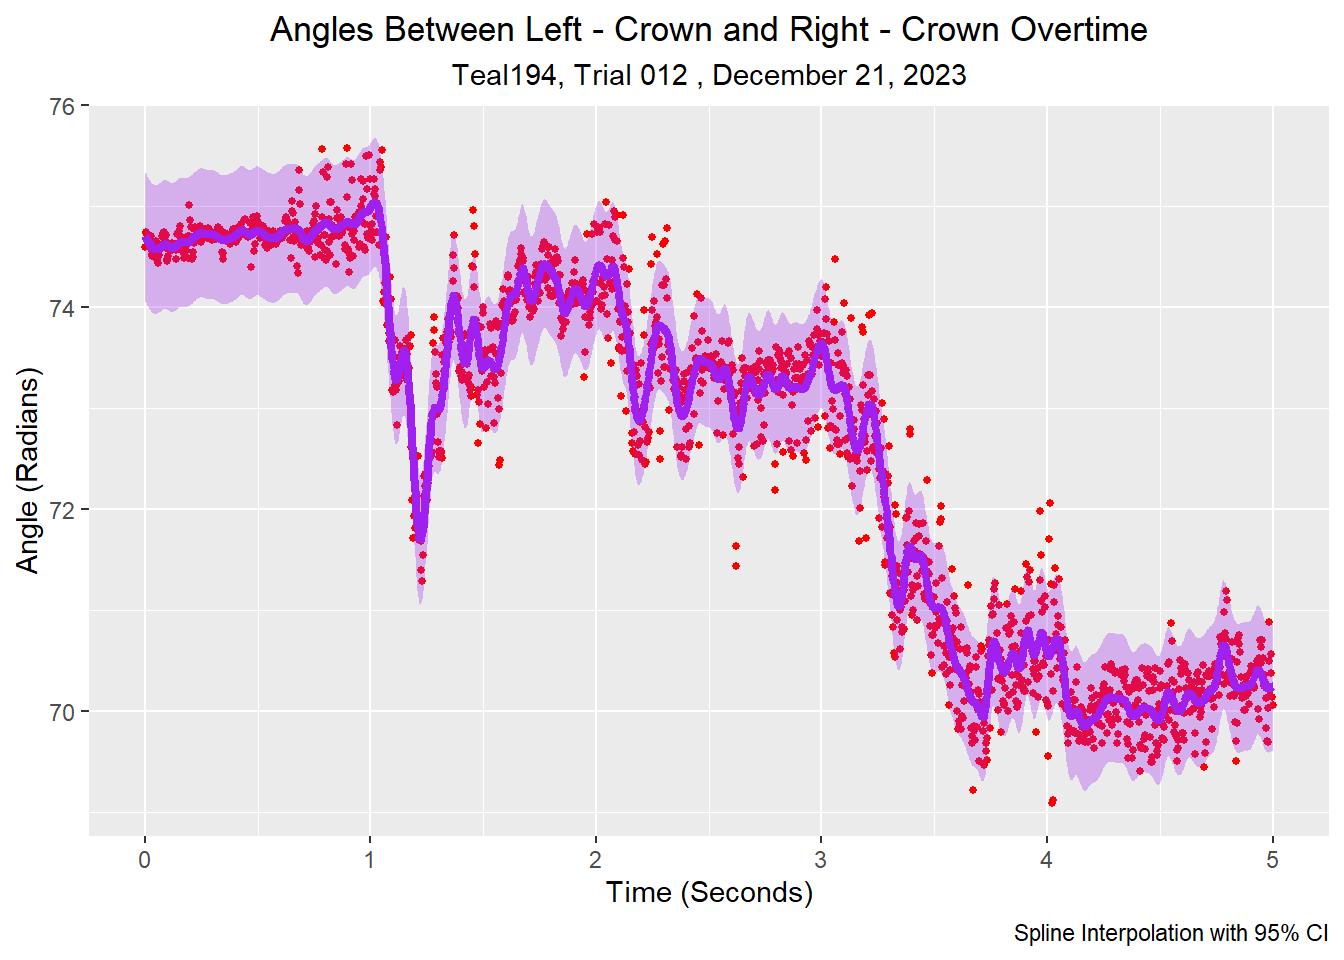 Angles Between Left - Crown and Right - Crown Overtime
Teal194, Trial 012 , December 21, 2023
76
74
72
70
Angle (Radians)
0 1 2 3 4 5
Time (Seconds)
Spline Interpolation with 95% CI